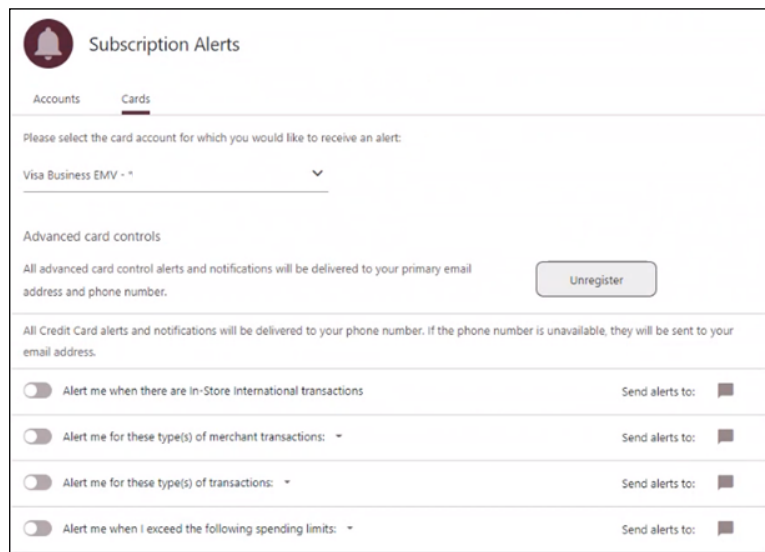 Subscription Alerts
Accounts Cards
Please select the card account for which you would like to receive an alert:
Visa Business EMV - *
Advanced card controls
All advanced card control alerts and notifications will be delivered to your primary email
address and phone number.
Unregister
All Credit Card alerts and notifications will be delivered to your phone number. If the phone number is unavailable, they will be sent to your
email address.
Alert me when there are In-Store International transactions Send alerts to:
Alert me for these type(s) of merchant transactions: Send alerts to:
Alert me for these type(s) of transactions: Send alerts to:
Alert me when I exceed the following spending limits: Send alerts to: